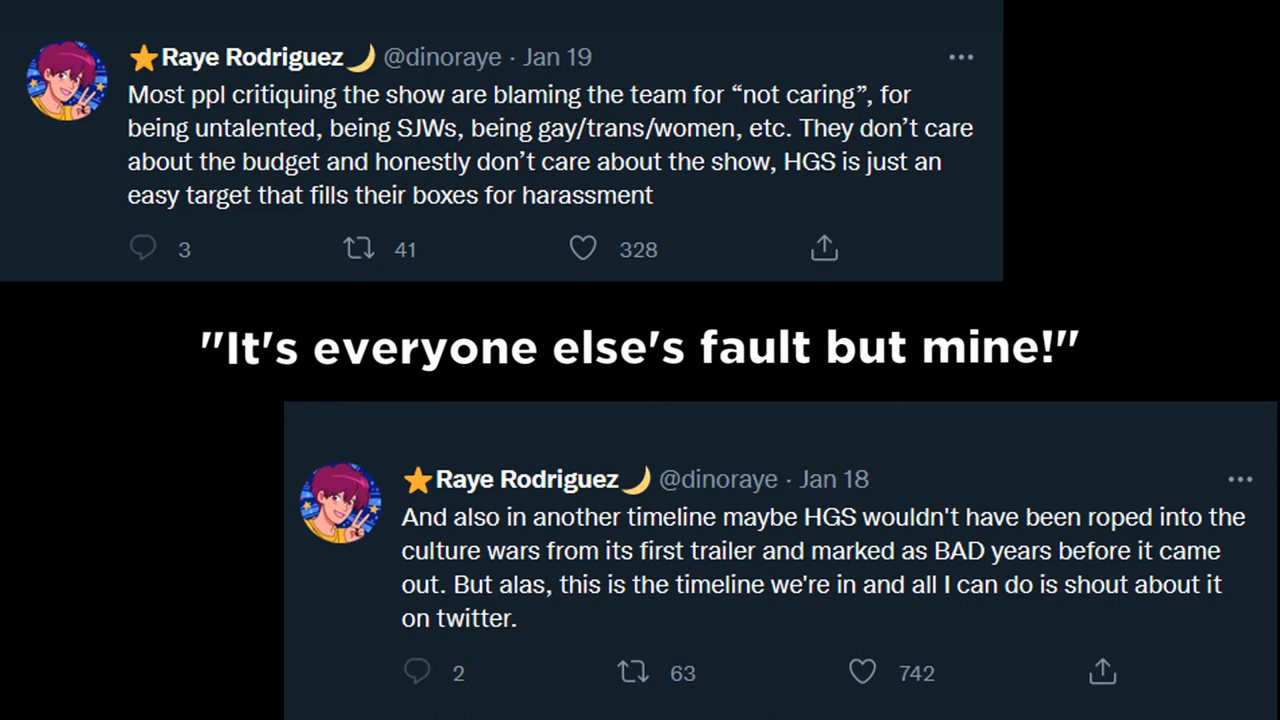 ⭐Raye Rodriguez🌙 @dinoraye · Jan 19
Most ppl critiquing the show are blaming the team for “not caring”, for
being untalented, being SJWs, being gay/trans/women, etc. They don’t care
about the budget and honestly don’t care about the show, HGS is just an
easy target that fills their boxes for harassment
3 41 328
"It's everyone else's fault but mine!"
⭐Raye Rodriguez🌙 @dinoraye · Jan 18
And also in another timeline maybe HGS wouldn't have been roped into the
culture wars from its first trailer and marked as BAD years before it came
out. But alas, this is the timeline we're in and all I can do is shout about it
on twitter.
2 63 742